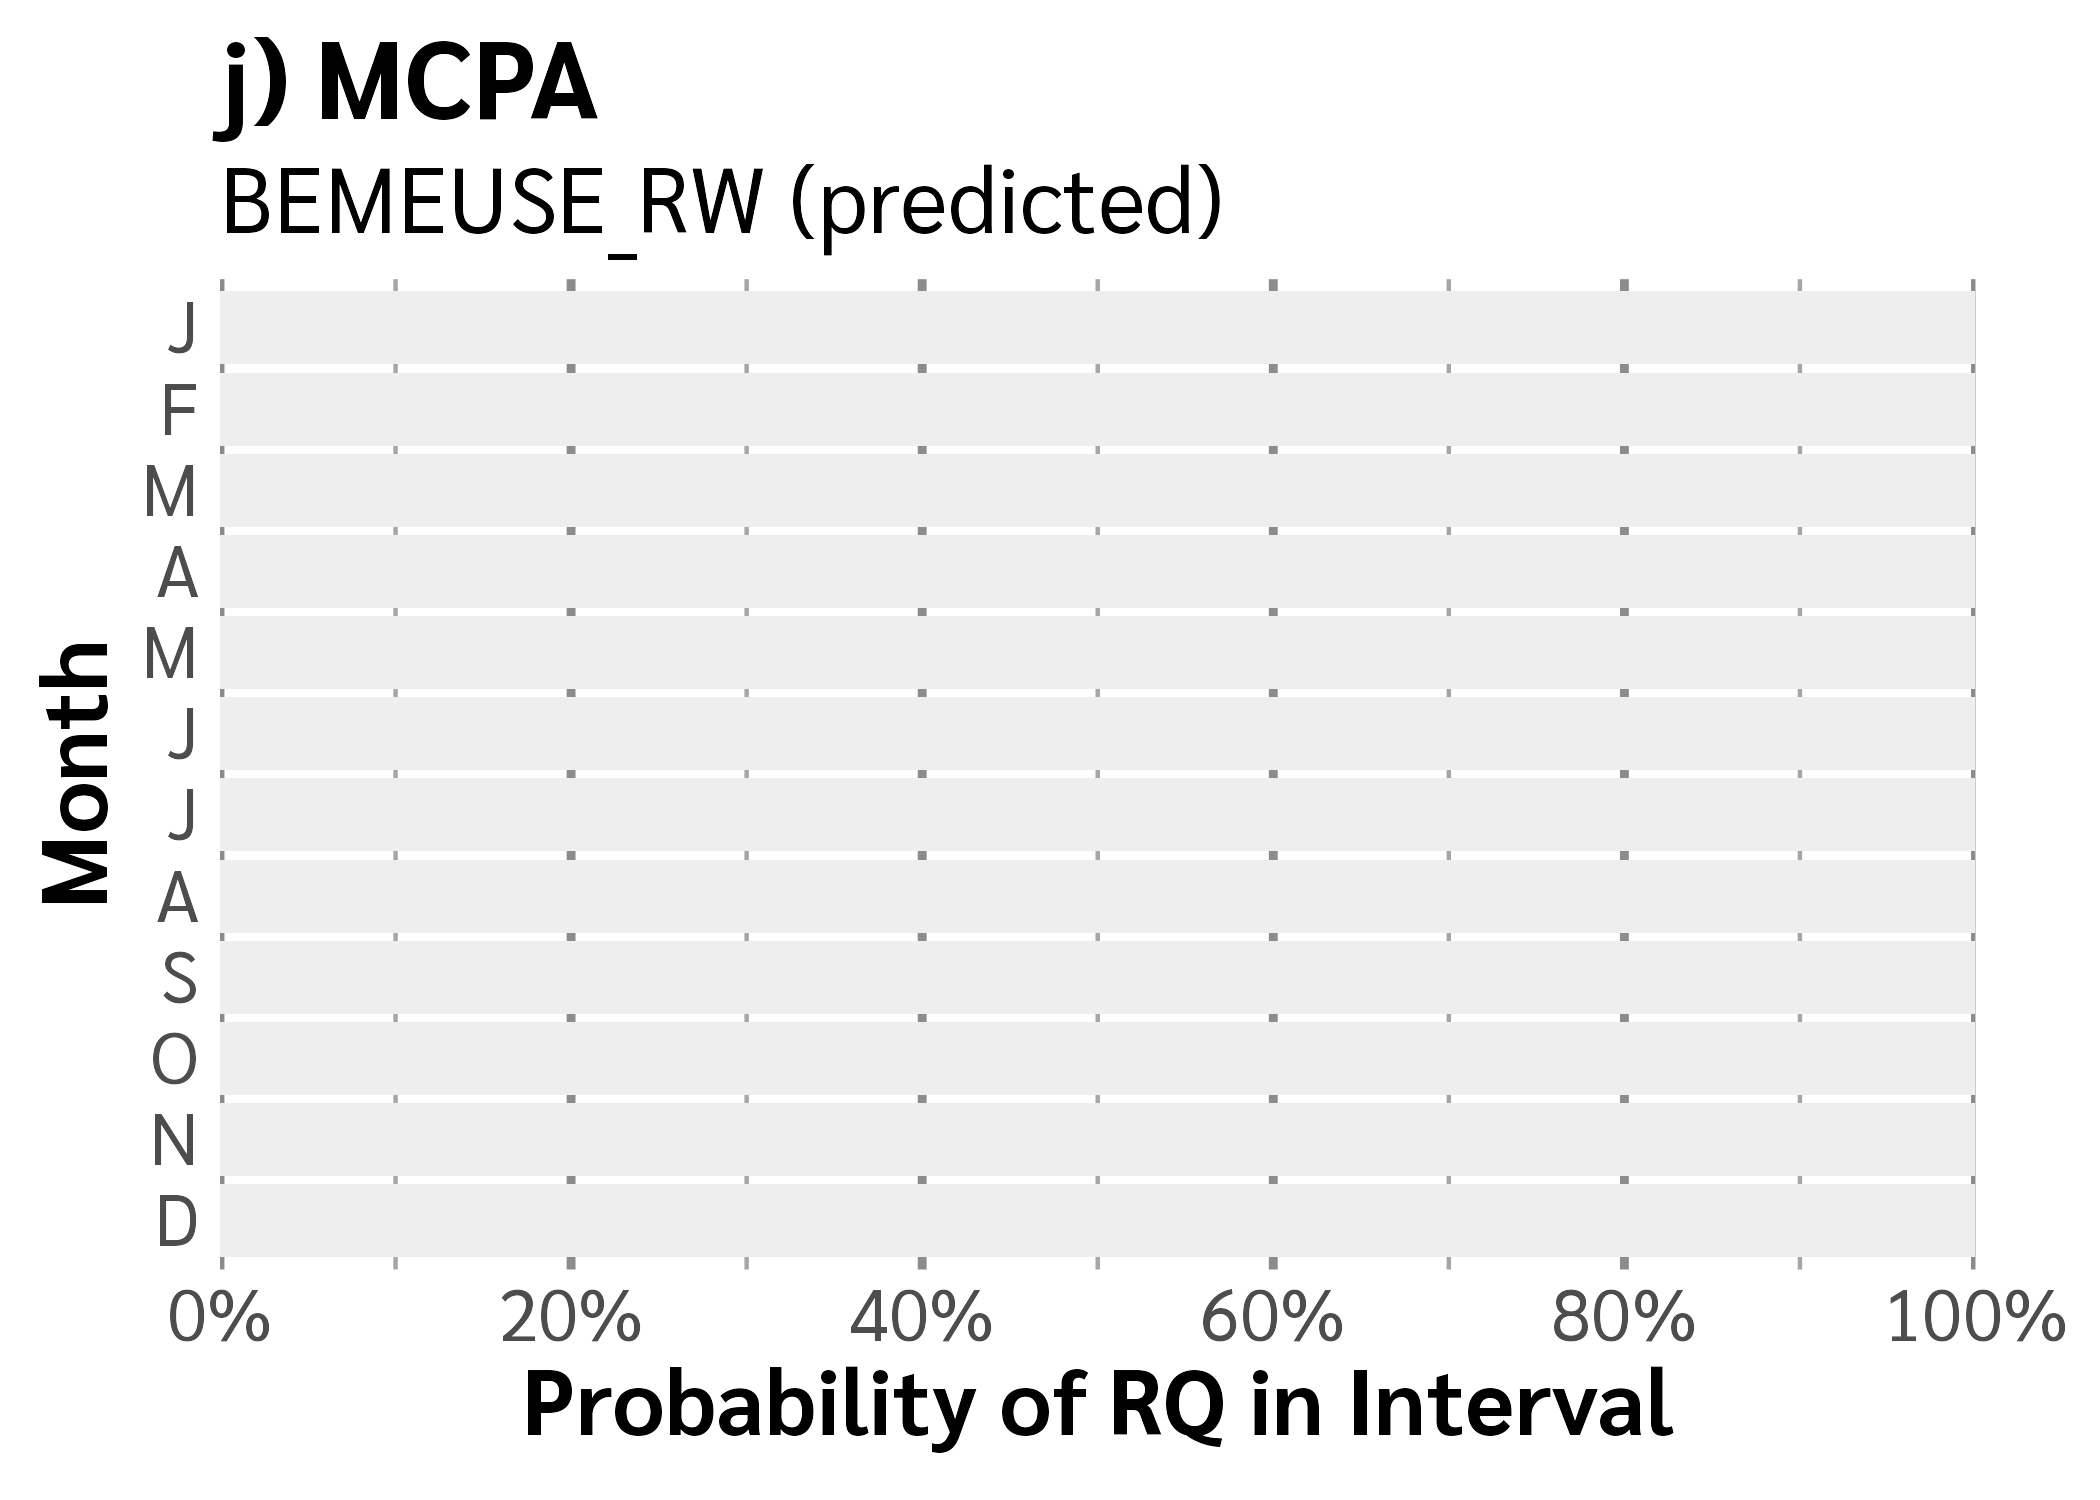 j) MCPA
BEMEUSE_RW (predicted)
J
F
M
A
M
J
J
A
S
O
N
D
Month
0% 20% 40% 60% 80% 100%
Probability of RQ in Interval